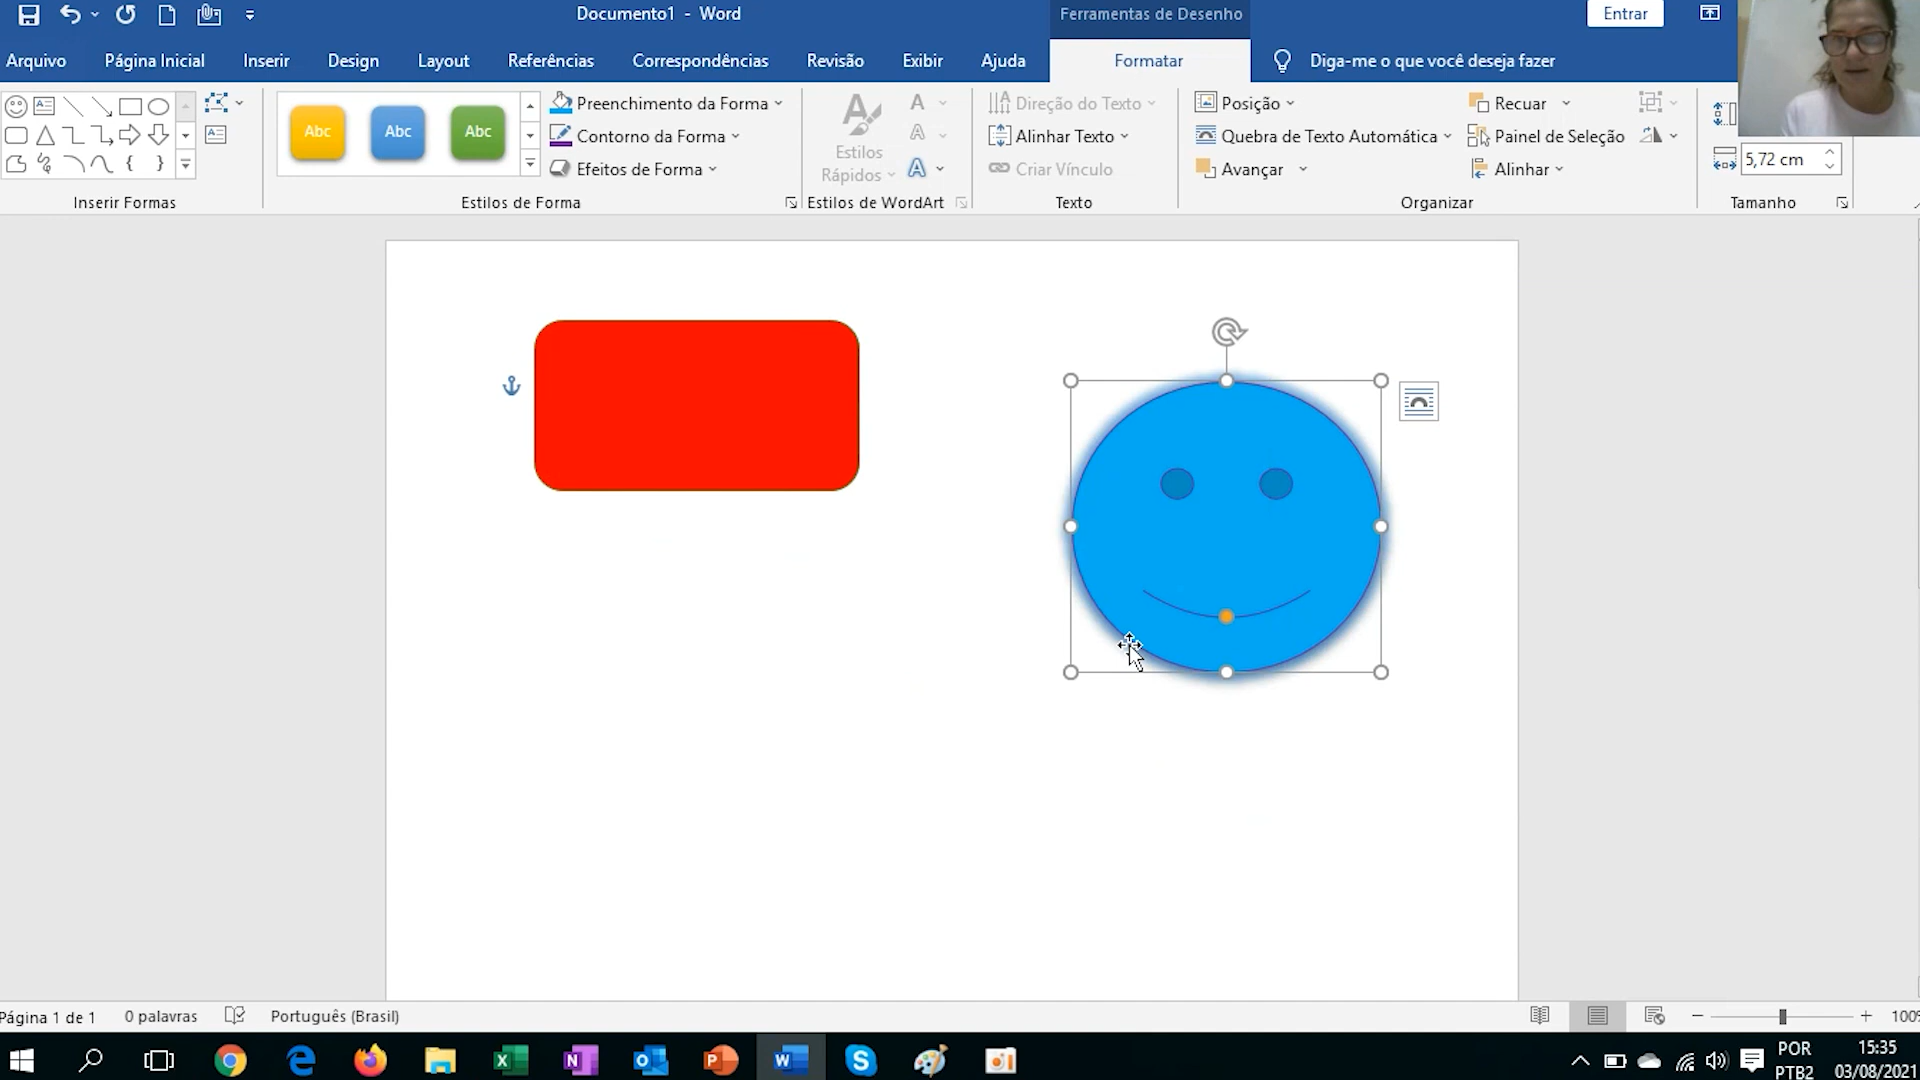 Documento1 - Word
Ferramentas de Desenho
Entrar
Arquivo
Página Inicial
Inserir
Design
Layout
Referências
Correspondências
Revisão
Exibir
Ajuda
Formatar
Diga-me o que você deseja fazer
Abc
Abc
Abc
Preenchimento da Forma
Contorno da Forma
Efeitos de Forma
Estilos
Rápidos
Direção do Texto
Alinhar Texto
Criar Vínculo
Posição
Quebra de Texto Automática
Avançar
Recuar
Painel de Seleção
Alinhar
5,72 cm
Inserir Formas
Estilos de Forma
Estilos de WordArt
Texto
Organizar
Tamanho
Página 1 de 1
0 palavras
Português (Brasil)
100%
POR
PTB2
15:35
03/08/2021